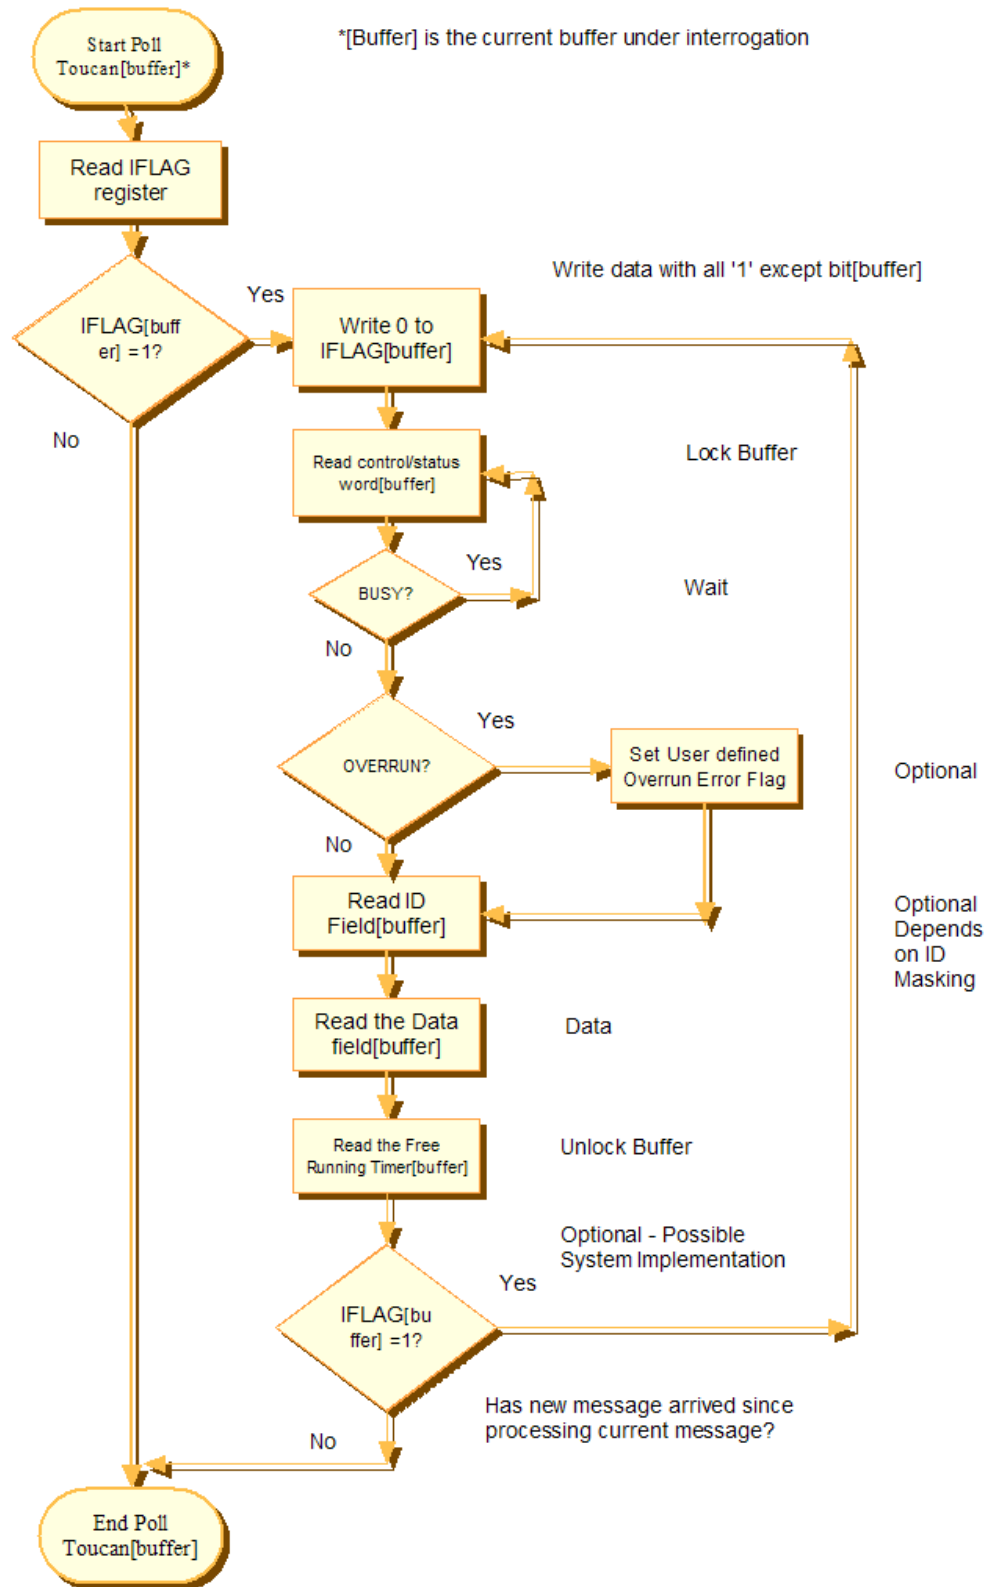 *[Buffer] is the current buffer under interrogation
Start Poll
Toucan[buffer]*
Read IFLAG
register
Write data with all '1' except bit[buffer]
IFLAG[buff
er] =1?
Yes
Write 0 to
IFLAG[buffer]
No
Read control/status
word[buffer]
Lock Buffer
BUSY?
Yes
Wait
No
OVERRUN?
Yes
Set User defined
Overrun Error Flag
Optional
No
Read ID
Field[buffer]
Optional
Depends
on ID
Masking
Read the Data
field[buffer]
Data
Read the Free
Running Timer[buffer]
Unlock Buffer
Optional - Possible
System Implementation
IFLAG[bu
ffer] =1?
Yes
Has new message arrived since
processing current message?
No
End Poll
Toucan[buffer]